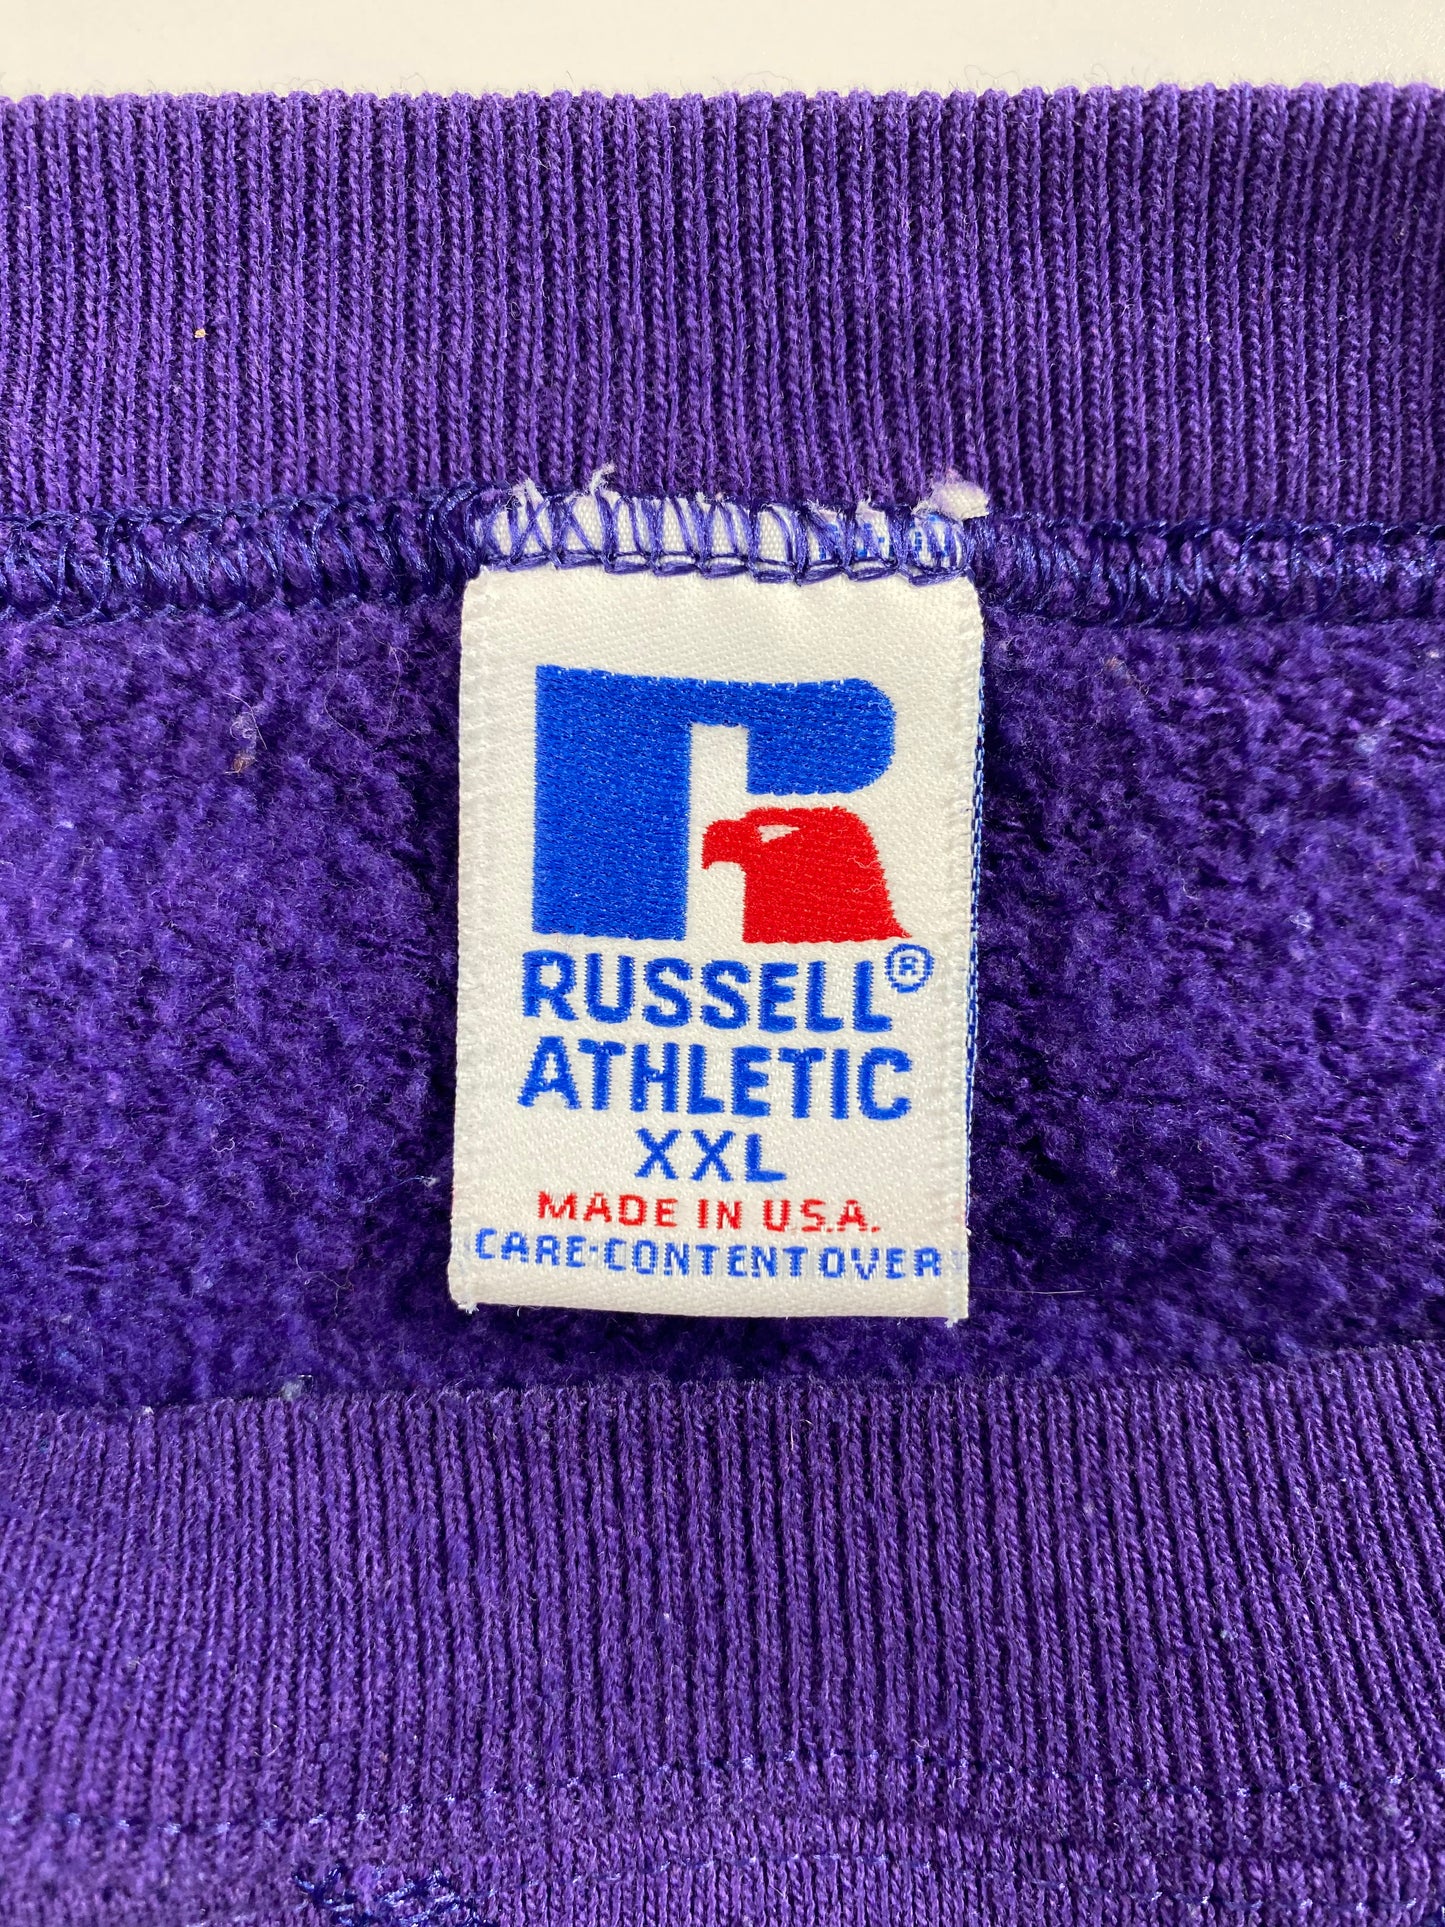 RUSSELL®
ATHLETIC
XXL
MADE IN U.S.A.
CARE·CONTENT OVER